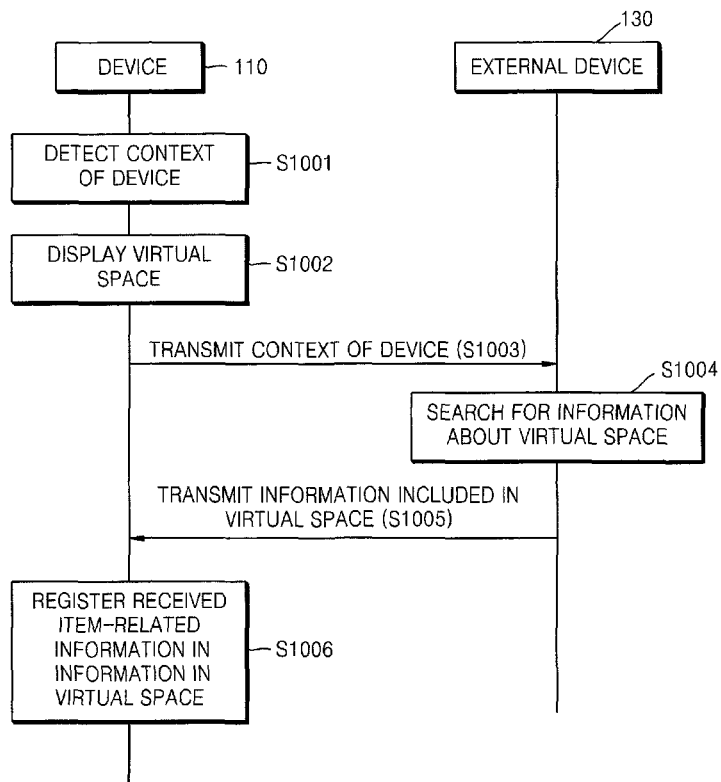 130
DEVICE
110
EXTERNAL DEVICE
DETECT CONTEXT
OF DEVICE
S1001
DISPLAY VIRTUAL
SPACE
S1002
TRANSMIT CONTEXT OF DEVICE (S1003)
S1004
SEARCH FOR INFORMATION
ABOUT VIRTUAL SPACE
TRANSMIT INFORMATION INCLUDED IN
VIRTUAL SPACE (S1005)
REGISTER RECEIVED
ITEM-RELATED
INFORMATION IN
INFORMATION IN
VIRTUAL SPACE
S1006